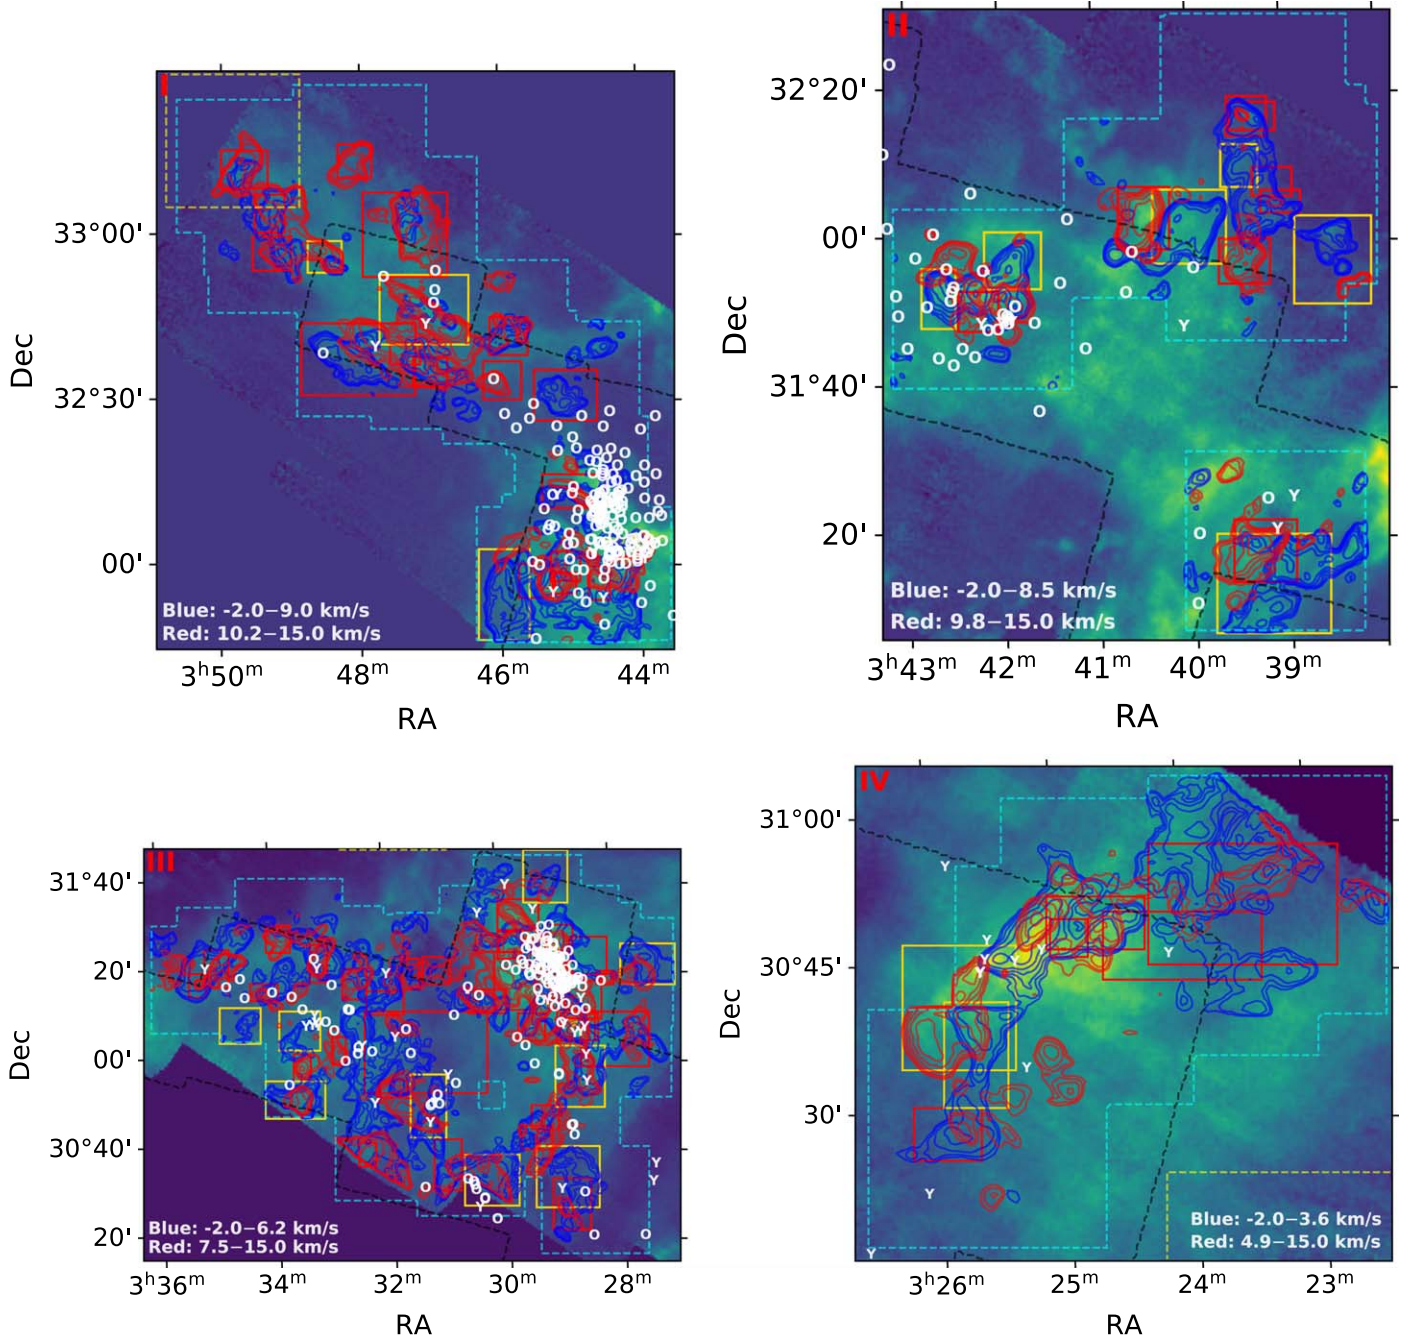 I
Dec
33°00'
32°30'
00'
Y
Y
Y
Y
Y
Blue: -2.0−9.0 km/s
Red: 10.2−15.0 km/s
3ʰ50ᵐ 48ᵐ 46ᵐ 44ᵐ
RA
II
Dec
32°20'
00'
31°40'
20'
Y
Y
Y
Y
Blue: -2.0−8.5 km/s
Red: 9.8−15.0 km/s
3ʰ43ᵐ 42ᵐ 41ᵐ 40ᵐ 39ᵐ
RA
III
Dec
31°40'
20'
00'
30°40'
20'
Blue: -2.0−6.2 km/s
Red: 7.5−15.0 km/s
3ʰ36ᵐ 34ᵐ 32ᵐ 30ᵐ 28ᵐ
RA
IV
Dec
31°00'
30°45'
30'
Y
Y
Y
Y
Y
Y
Blue: -2.0−3.6 km/s
Red: 4.9−15.0 km/s
3ʰ26ᵐ 25ᵐ 24ᵐ 23ᵐ
RA